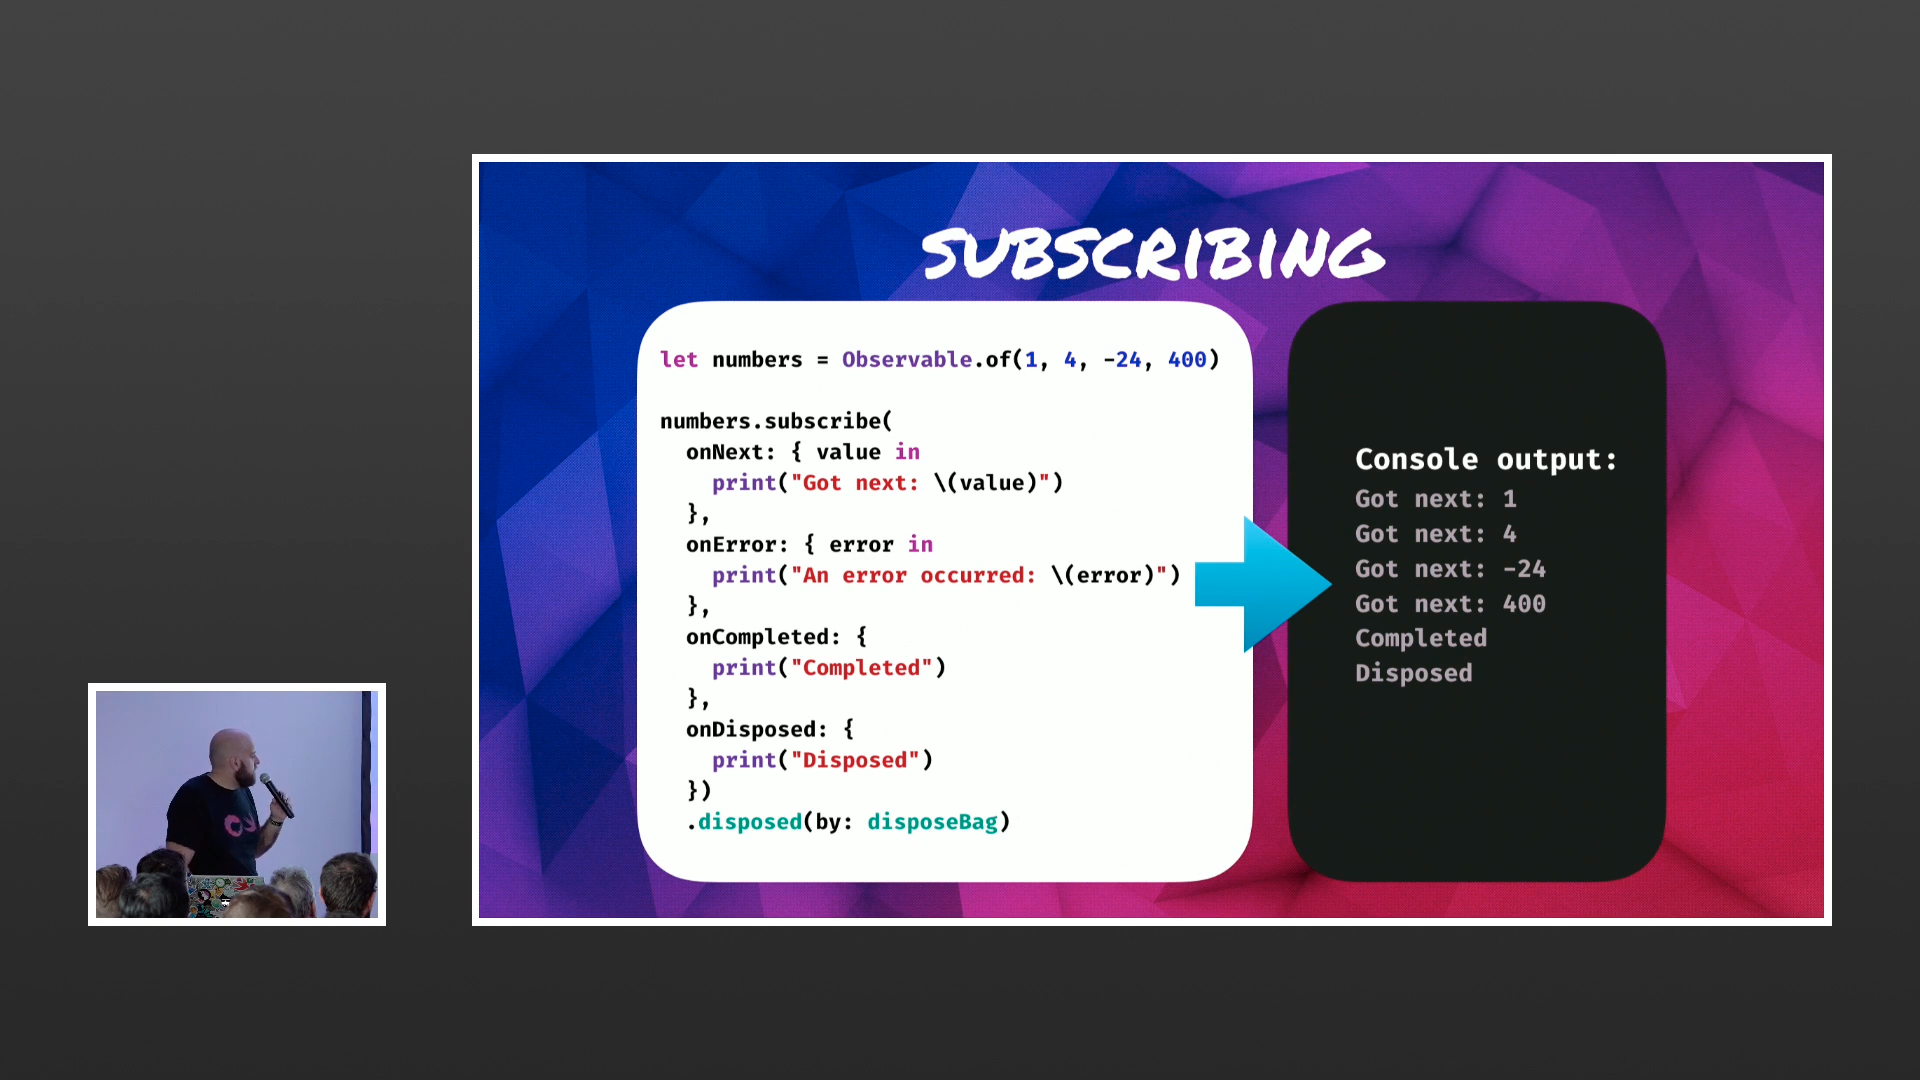 SUBSCRIBING
let numbers = Observable.of(1, 4, -24, 400)
numbers.subscribe(
onNext: { value in
print("Got next: \(value)")
},
onError: { error in
print("An error occurred: \(error)")
},
onCompleted: {
print("Completed")
},
onDisposed: {
print("Disposed")
})
.disposed(by: disposeBag)
Console output:
Got next: 1
Got next: 4
Got next: -24
Got next: 400
Completed
Disposed